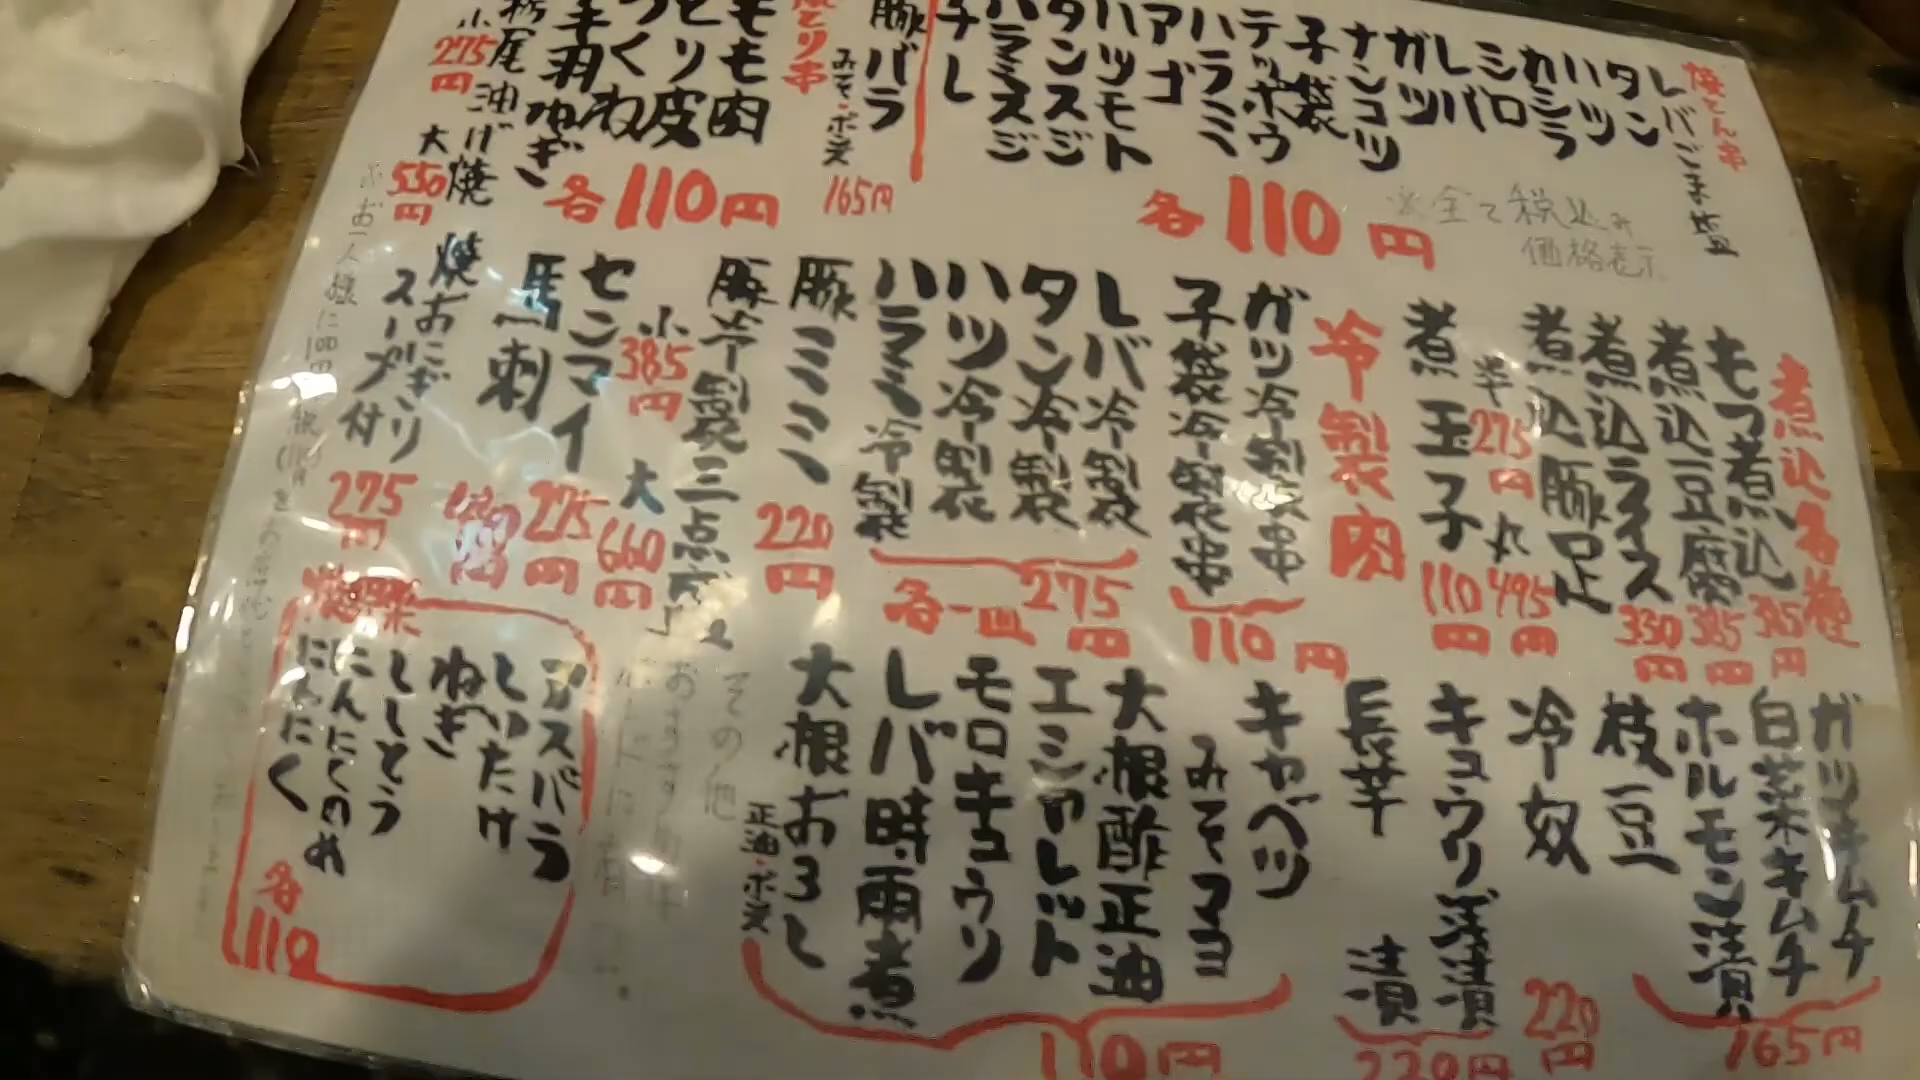 焼とん串
レバごま塩
タン
ハツ
カシラ
ミロ
レバ
ガツ
ナンコツ
子袋
テッポウ
ハラミ
アゴ
ハツモト
タンスジ
ハラミスジ
チレ
各110円
※全て税込み
価格表示
豚バラ
みそ・ポン
165円
とり串
もも肉
とり皮
つくね
手羽
ねぎ
各110円
栃尾油げ焼
小275円
大550円
煮込各種
もつ煮込
385円
煮込豆腐
385円
煮込ライス
330円
煮込豚足
半275円
丸495円
煮玉子
110円
冷製肉
ガツ冷製串
子袋冷製串
110円
レバ冷製
タン冷製
ハツ冷製
ハラミ冷製
各一皿275円
豚ミミ
220円
豚冷製三点
小385円
大660円
センマイ
275円
馬刺
焼おにぎり
スープ付
275円
ガツキムチ
白菜キムチ
ホルモン漬
165円
枝豆
冷奴
220円
キュウリ浅漬
長芋
漬
220円
キャベツ
みそマヨ
大根酢正油
エシャレット
モロキュウリ
レバ時雨煮
大根おろし
正油・ポン
110円
その他
アスパラ
しいたけ
ねぎ
ししとう
にんにくのめ
にんにく
各110